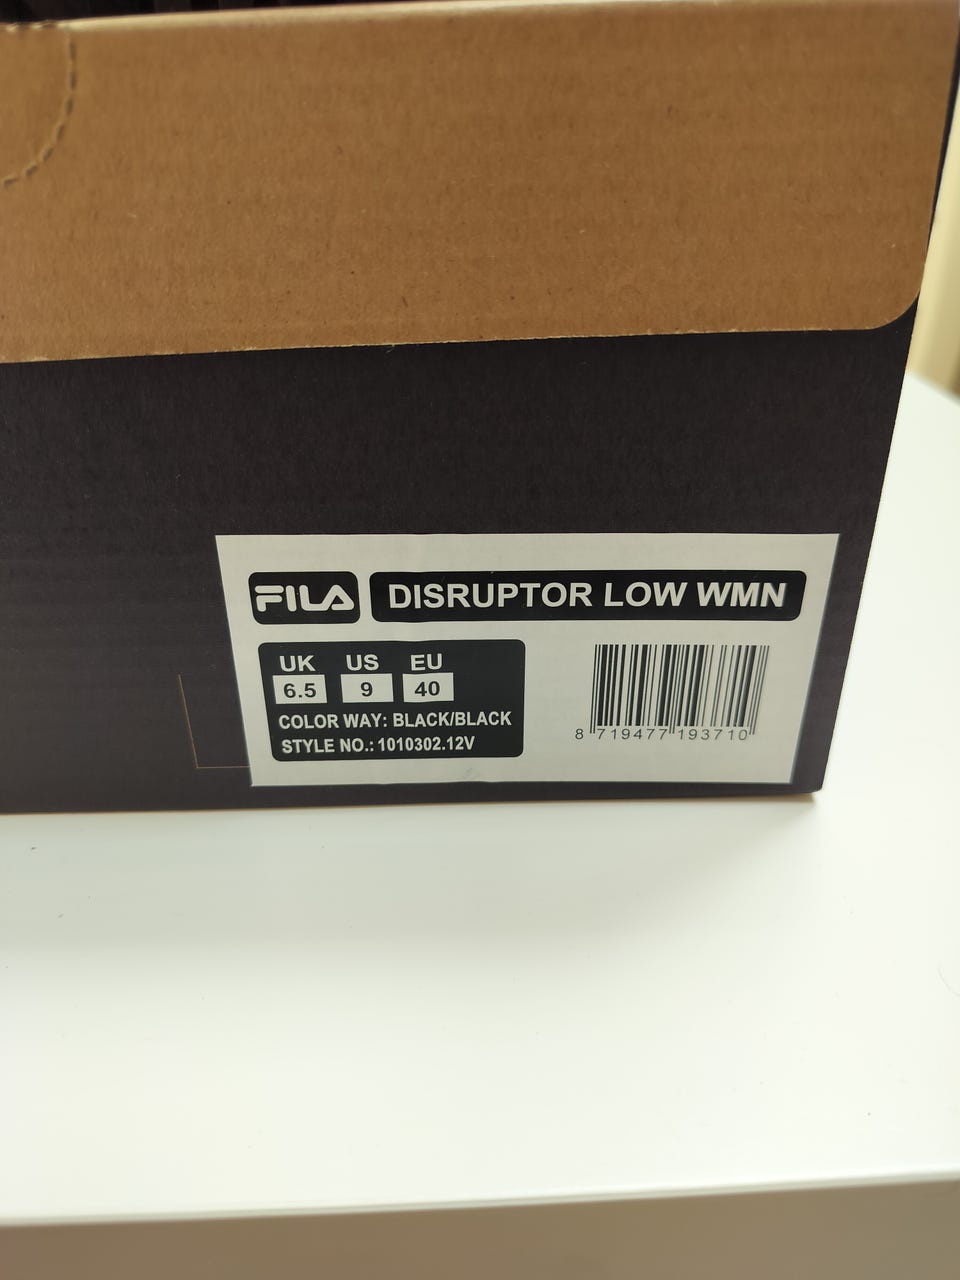 FILA DISRUPTOR LOW WMN
UK US EU
6.5 9 40
COLOR WAY: BLACK/BLACK
STYLE NO.: 1010302.12V
8 719477 193710